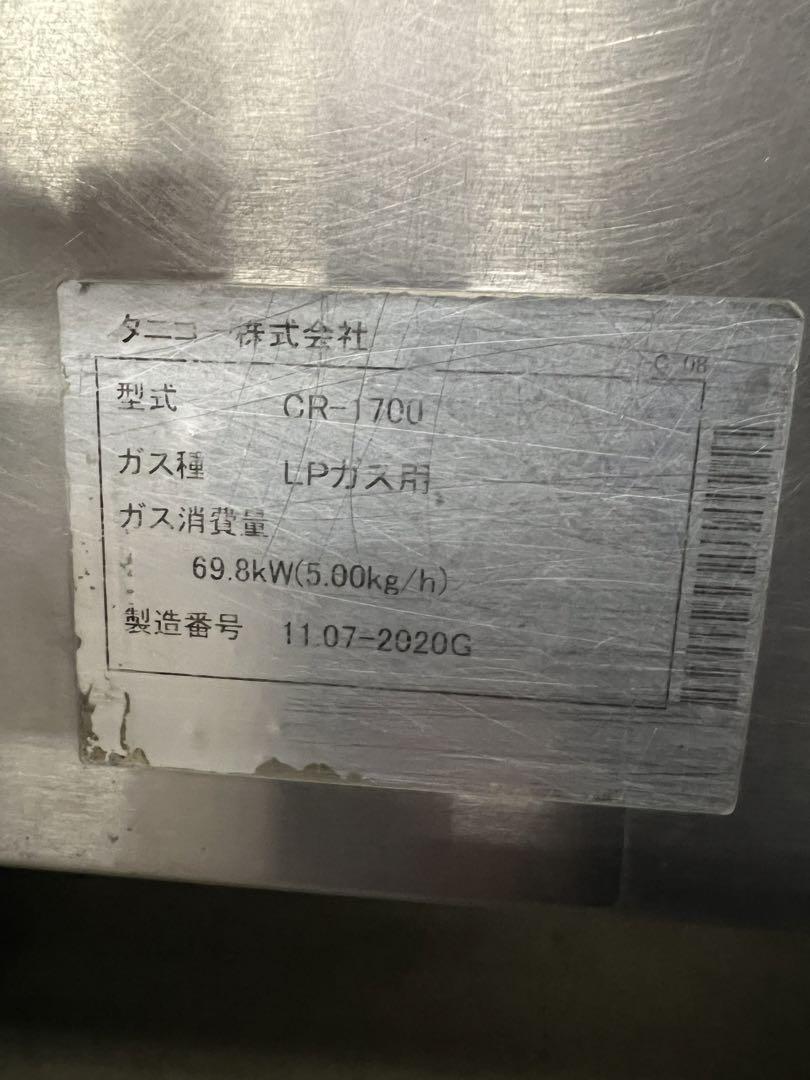 タニコー株式会社
C 08
型式 CR-1700
ガス種 LPガス用
ガス消費量
69.8kW(5.00kg/h)
製造番号 11.07-2020G